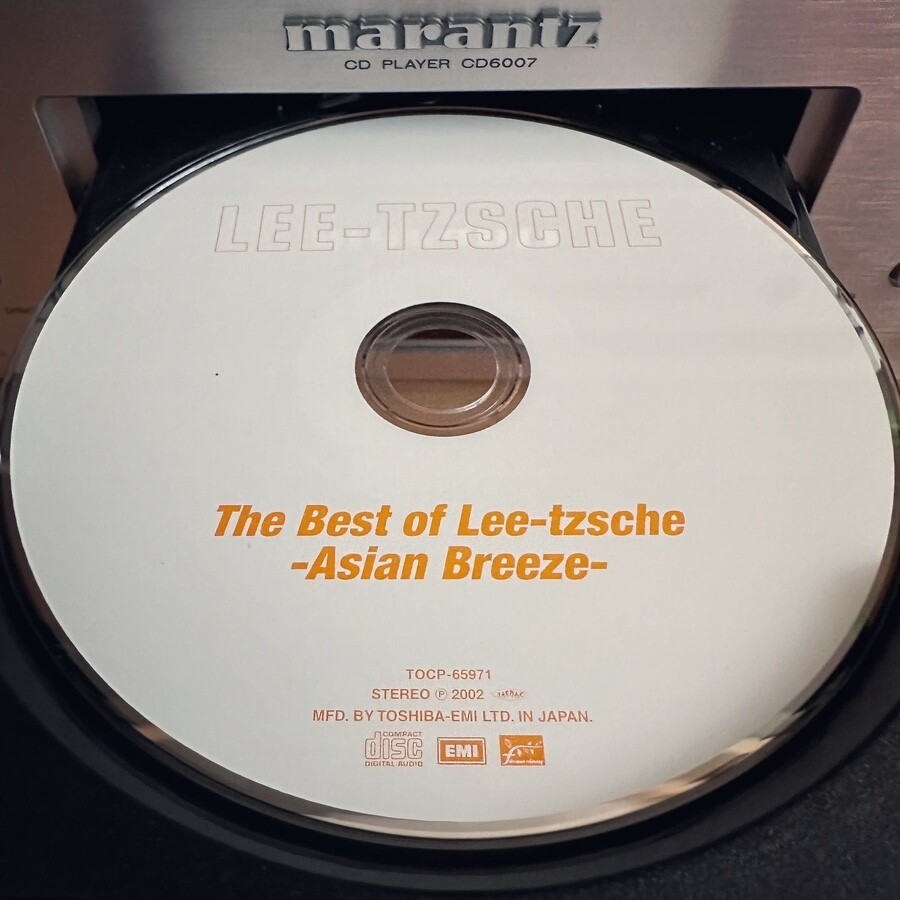 marantz
CD PLAYER CD6007
LEE-TZSCHE
The Best of Lee-tzsche
-Asian Breeze-
TOCP-65971
STEREO ℗ 2002 JASRAC
MFD. BY TOSHIBA-EMI LTD. IN JAPAN.
COMPACT
disc
DIGITAL AUDIO
EMI